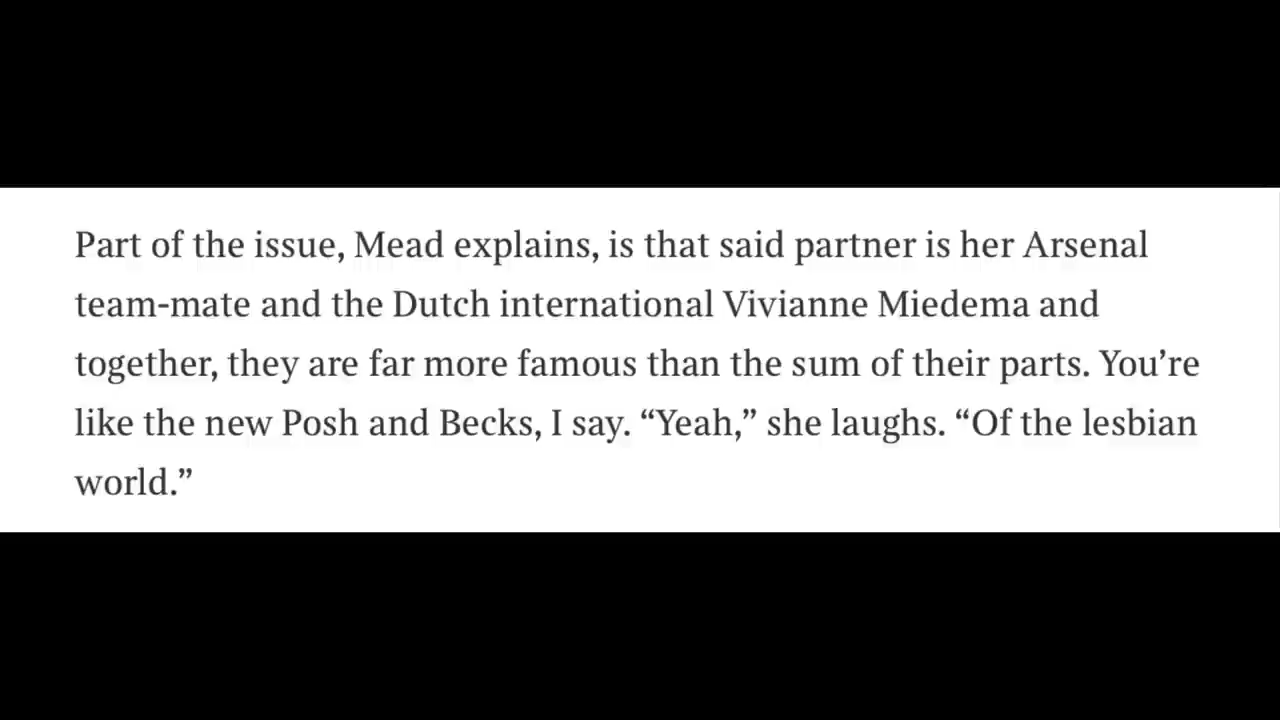 Part of the issue, Mead explains, is that said partner is her Arsenal
team-mate and the Dutch international Vivianne Miedema and
together, they are far more famous than the sum of their parts. You’re
like the new Posh and Becks, I say. “Yeah,” she laughs. “Of the lesbian
world.”